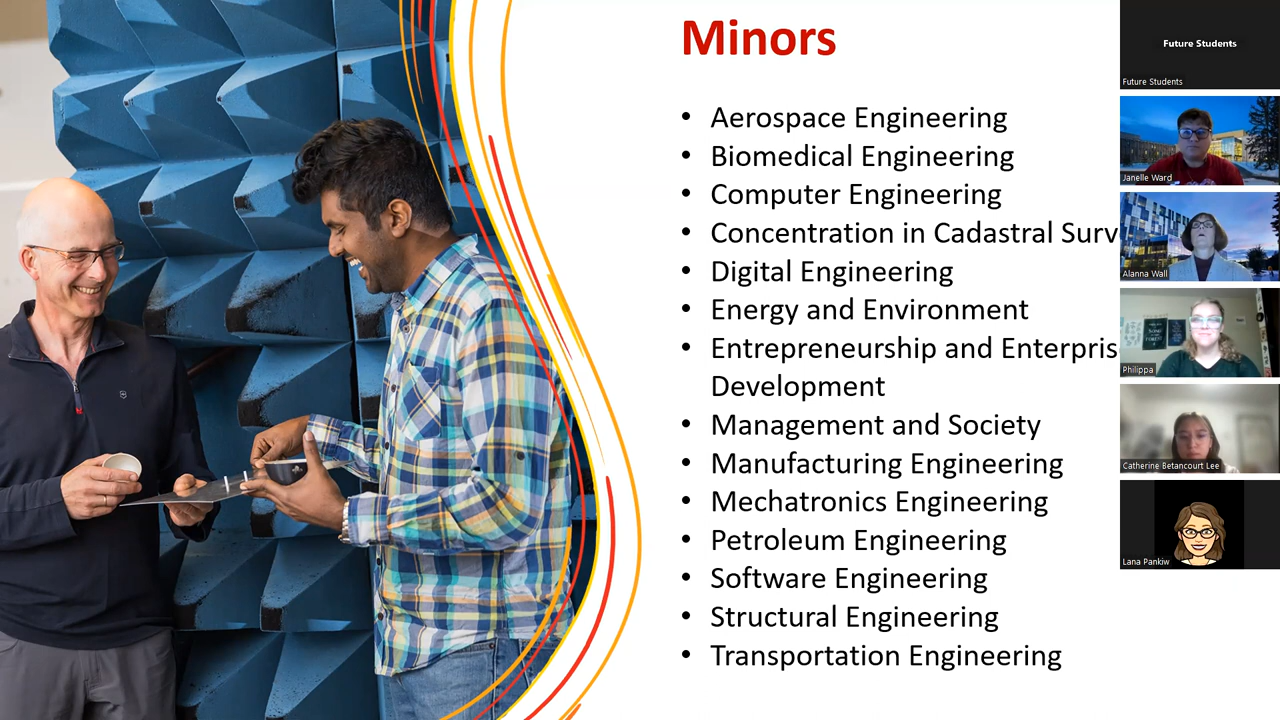 Minors
• Aerospace Engineering
• Biomedical Engineering
• Computer Engineering
• Concentration in Cadastral Surv
• Digital Engineering
• Energy and Environment
• Entrepreneurship and Enterpris
Development
• Management and Society
• Manufacturing Engineering
• Mechatronics Engineering
• Petroleum Engineering
• Software Engineering
• Structural Engineering
• Transportation Engineering
Future Students
Future Students
Janelle Ward
Alanna Wall
Philippa
Catherine Betancourt Lee
Lana Pankiw